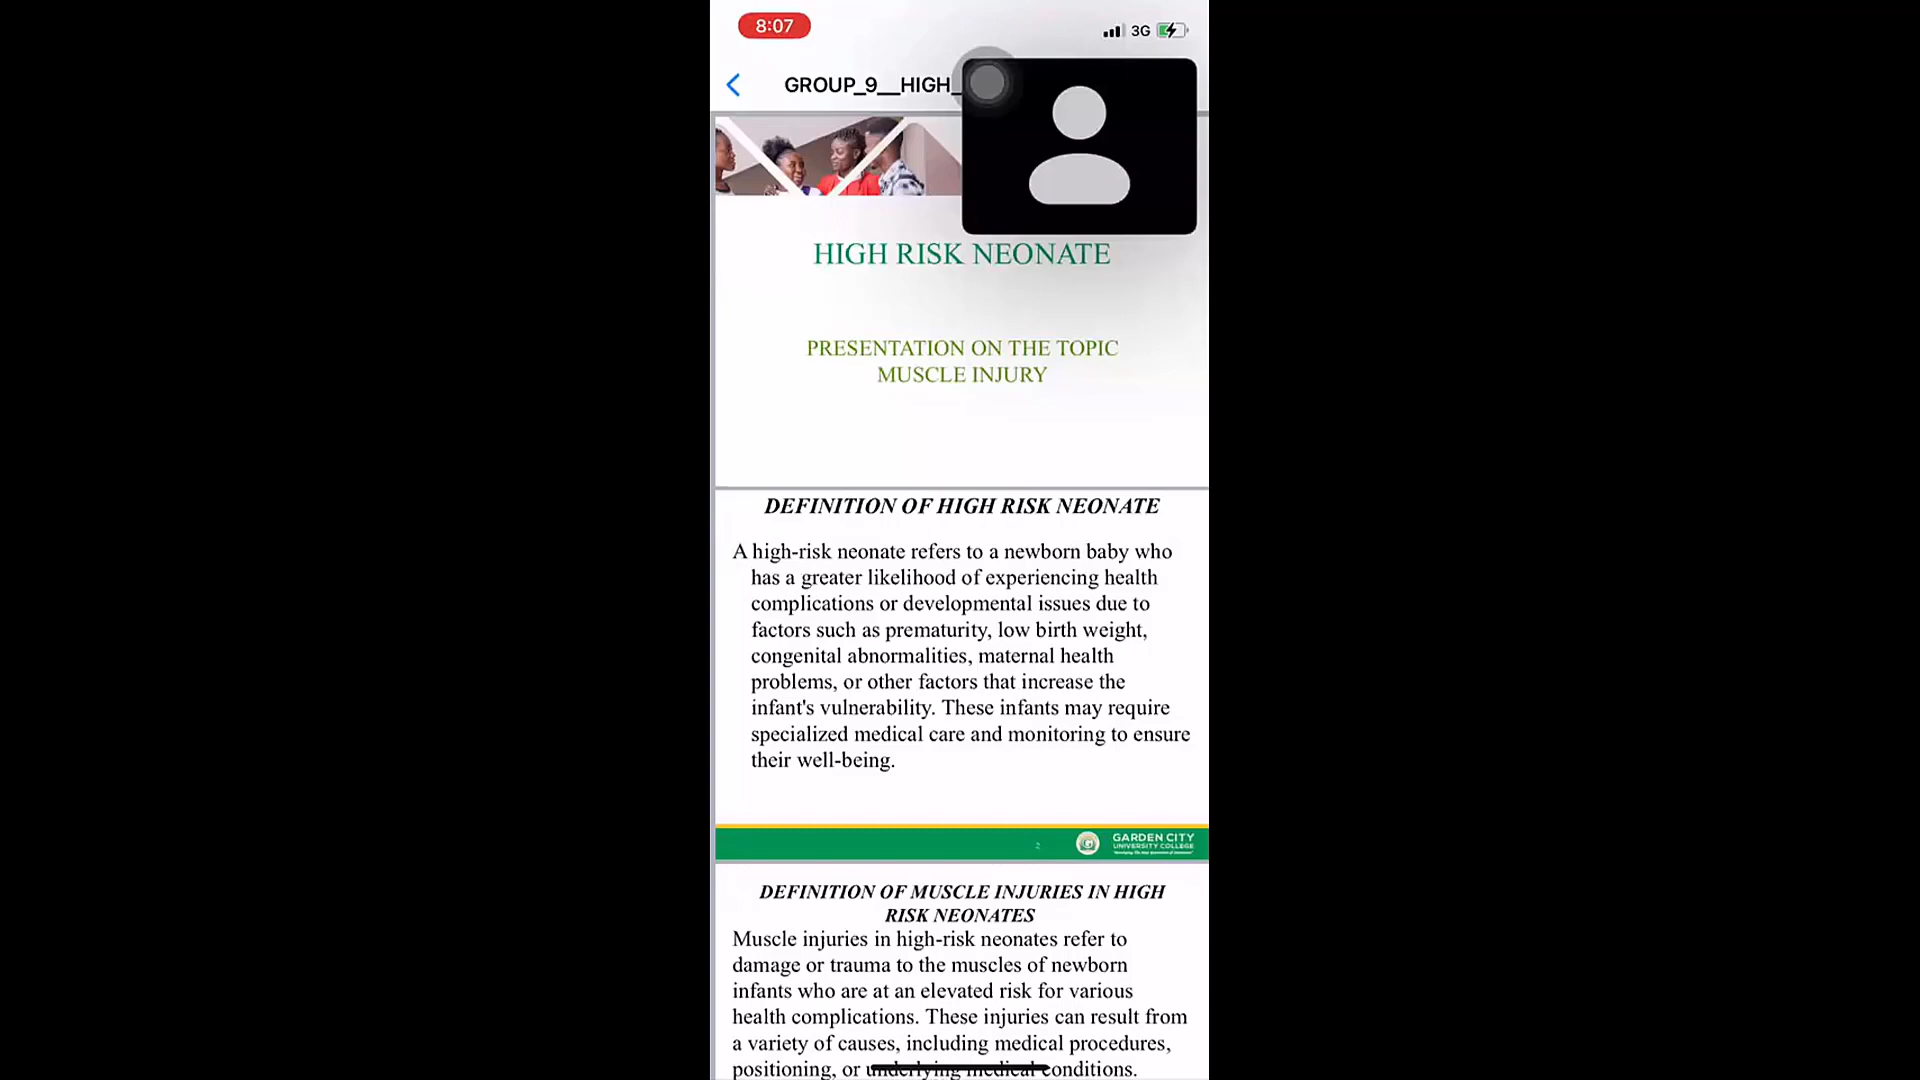 8:07
3G
GROUP_9__HIGH_
HIGH RISK NEONATE
PRESENTATION ON THE TOPIC
MUSCLE INJURY
DEFINITION OF HIGH RISK NEONATE
A high-risk neonate refers to a newborn baby who
has a greater likelihood of experiencing health
complications or developmental issues due to
factors such as prematurity, low birth weight,
congenital abnormalities, maternal health
problems, or other factors that increase the
infant's vulnerability. These infants may require
specialized medical care and monitoring to ensure
their well-being.
2
GARDEN CITY
UNIVERSITY COLLEGE
DEFINITION OF MUSCLE INJURIES IN HIGH
RISK NEONATES
Muscle injuries in high-risk neonates refer to
damage or trauma to the muscles of newborn
infants who are at an elevated risk for various
health complications. These injuries can result from
a variety of causes, including medical procedures,
positioning, or underlying medical conditions.